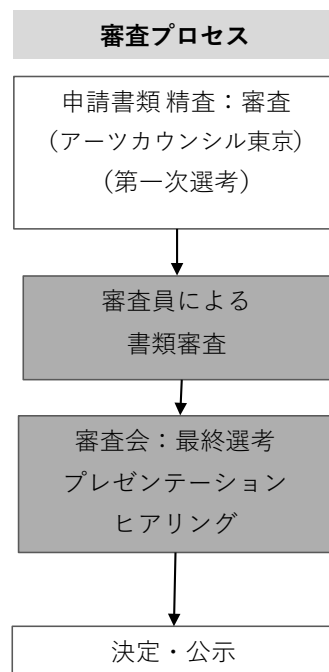 審査プロセス
申請書類 精査：審査
（アーツカウンシル東京）
（第一次選考）
審査員による
書類審査
審査会：最終選考
プレゼンテーション
ヒアリング
決定・公示